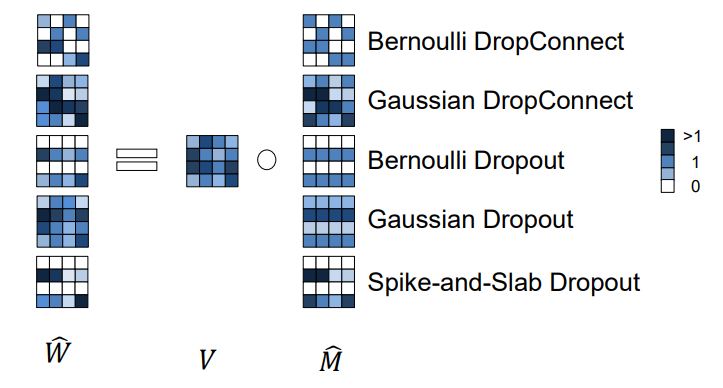 Bernoulli DropConnect
Gaussian DropConnect
>1
Bernoulli Dropout
1
0
Gaussian Dropout
Spike-and-Slab Dropout
Ŵ
V
M̂